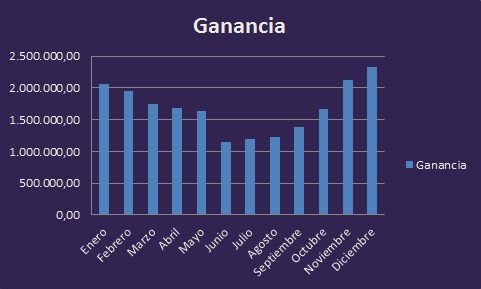 Ganancia
2.500.000,00
2.000.000,00
1.500.000,00
1.000.000,00
500.000,00
0,00
Ganancia
Enero
Febrero
Marzo
Abril
Mayo
Junio
Julio
Agosto
Septiembre
Octubre
Noviembre
Diciembre